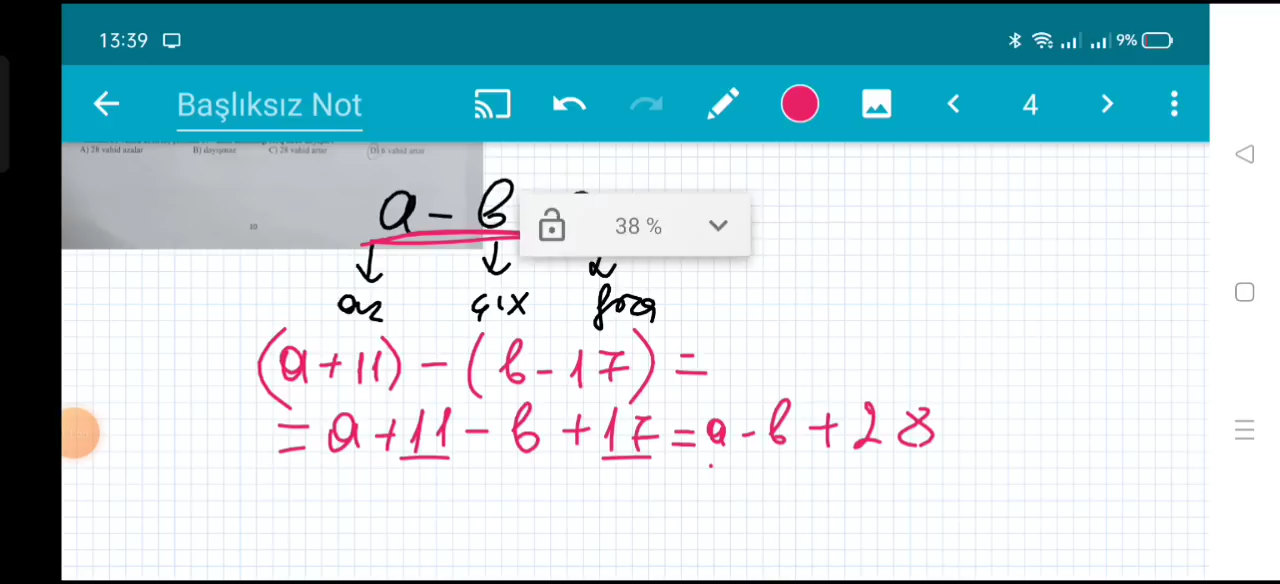 13:39 9%
Başlıksız Not 4
A) 28 vahid azalar B) dəyişməz C) 28 vahid artar D) 6 vahid artar
10
a - b
38 %
az çıx fərq
(a+11) - (b-17) =
= a+11 - b +17 = a - b + 28